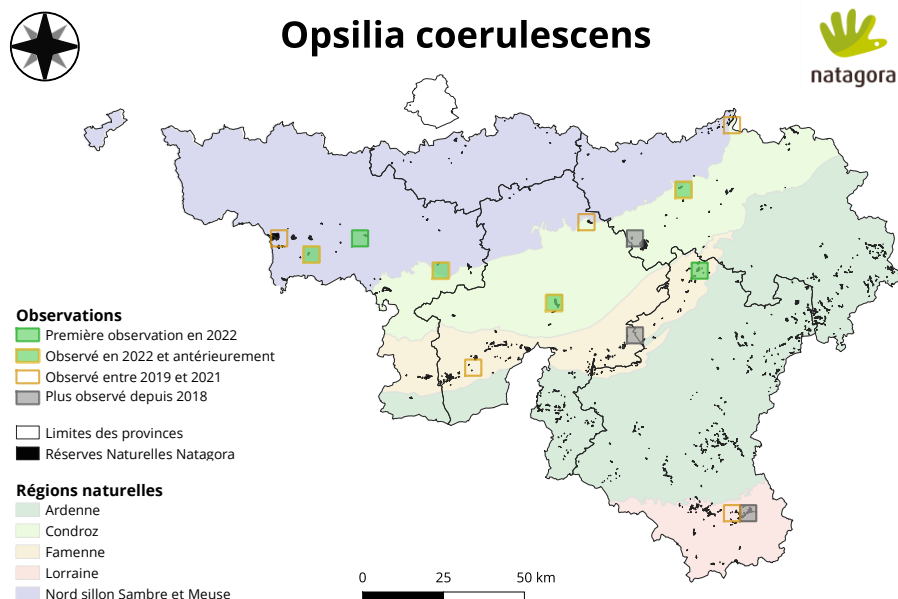 Opsilia coerulescens
natagora
Observations
Première observation en 2022
Observé en 2022 et antérieurement
Observé entre 2019 et 2021
Plus observé depuis 2018
Limites des provinces
Réserves Naturelles Natagora
Régions naturelles
Ardenne
Condroz
Famenne
Lorraine
Nord sillon Sambre et Meuse
0 25 50 km